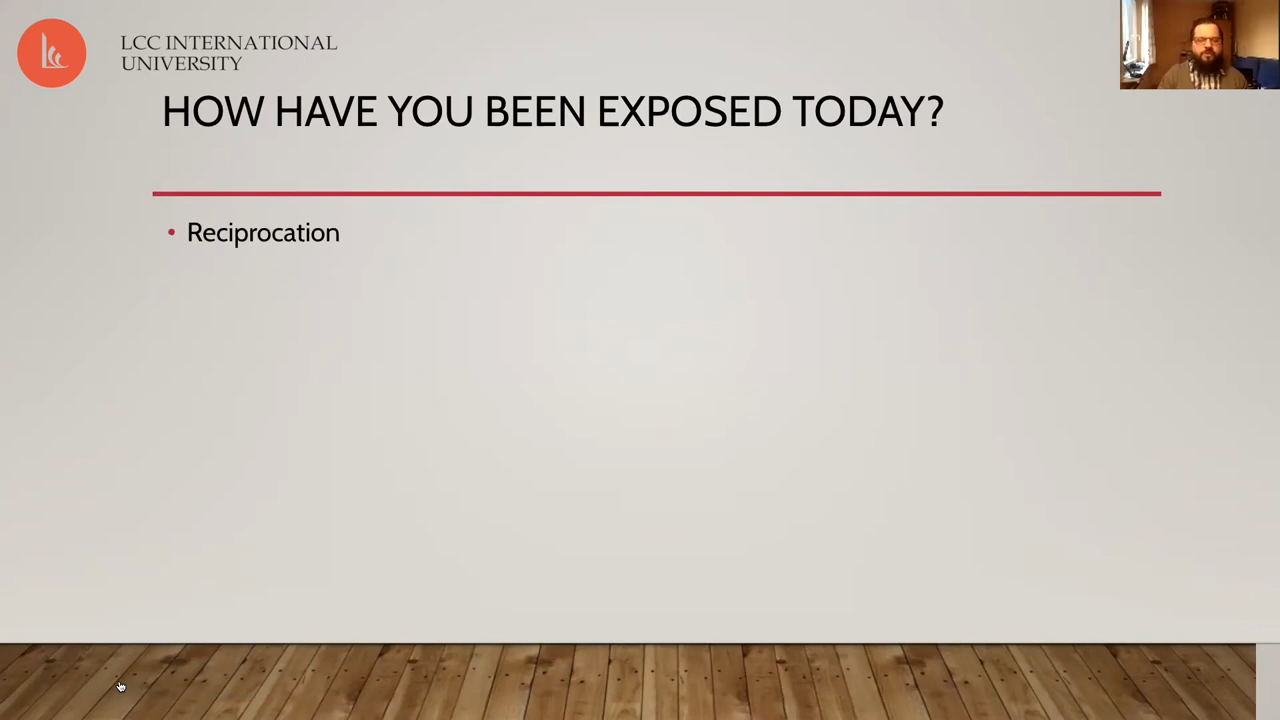 LCC INTERNATIONAL
UNIVERSITY
HOW HAVE YOU BEEN EXPOSED TODAY?
• Reciprocation